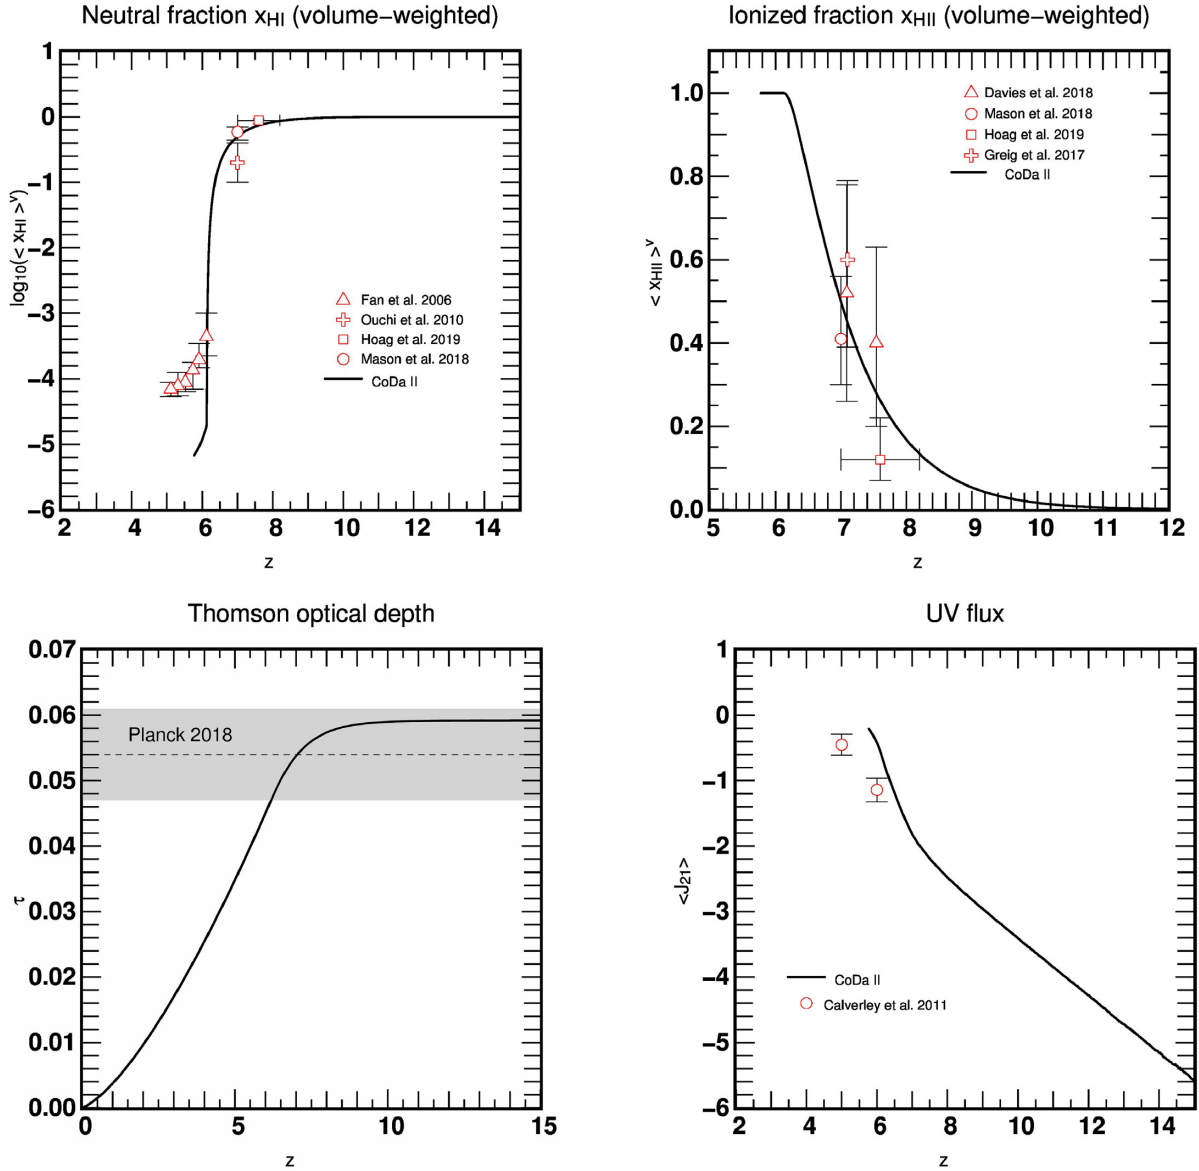 Neutral fraction xHI (volume−weighted)
1
0
−1
−2
−3
−4
−5
−6
log10(< xHI >v)
Fan et al. 2006
Ouchi et al. 2010
Hoag et al. 2019
Mason et al. 2018
CoDa II
2 4 6 8 10 12 14
z
Ionized fraction xHII (volume−weighted)
1.0
0.8
0.6
0.4
0.2
0.0
< xHII >v
Davies et al. 2018
Mason et al. 2018
Hoag et al. 2019
Greig et al. 2017
CoDa II
5 6 7 8 9 10 11 12
z
Thomson optical depth
0.07
0.06
0.05
0.04
0.03
0.02
0.01
0.00
τ
Planck 2018
0 5 10 15
z
UV flux
1
0
−1
−2
−3
−4
−5
−6
<J21>
CoDa II
Calverley et al. 2011
2 4 6 8 10 12 14
z